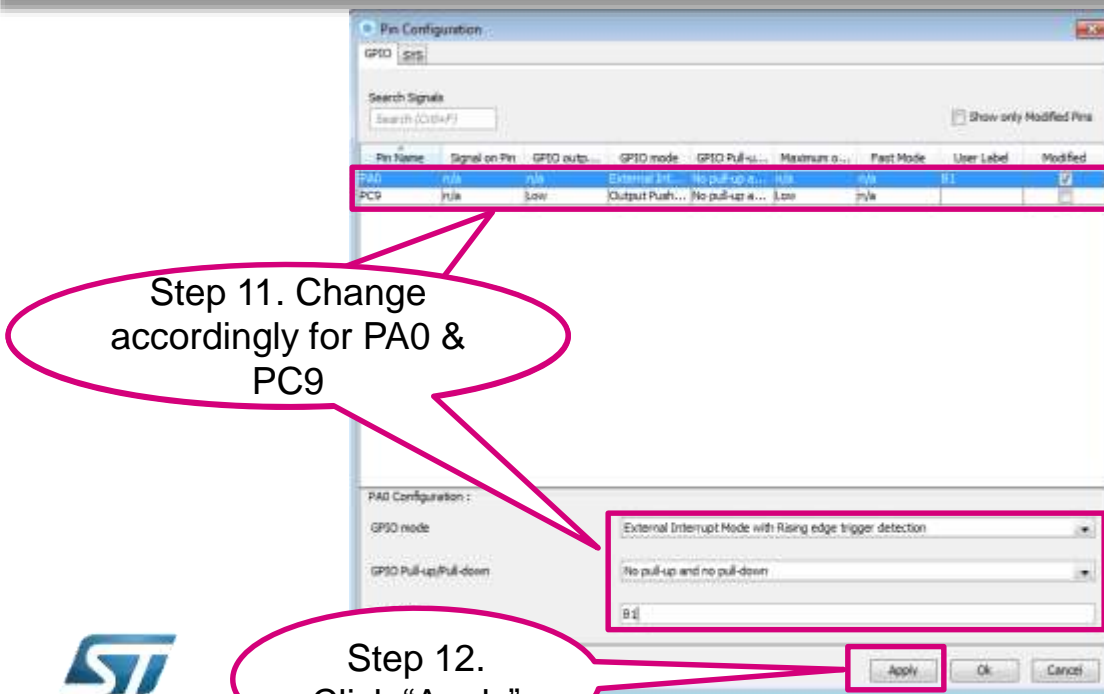 Pin Configuration
GPIO SYS
Search Signals
Search (Ctrl+F)
Show only Modified Pins
Pin Name Signal on Pin GPIO outp... GPIO mode GPIO Pull-u... Maximum o... Fast Mode User Label Modified
PA0 n/a n/a External Int... No pull-up a... n/a n/a B1
PC9 n/a Low Output Push... No pull-up a... Low n/a
Step 11. Change
accordingly for PA0 &
PC9
PA0 Configuration :
GPIO mode External Interrupt Mode with Rising edge trigger detection
GPIO Pull-up/Pull-down No pull-up and no pull-down
B1
Step 12.
Click "Apply"
Apply Ok Cancel
ST